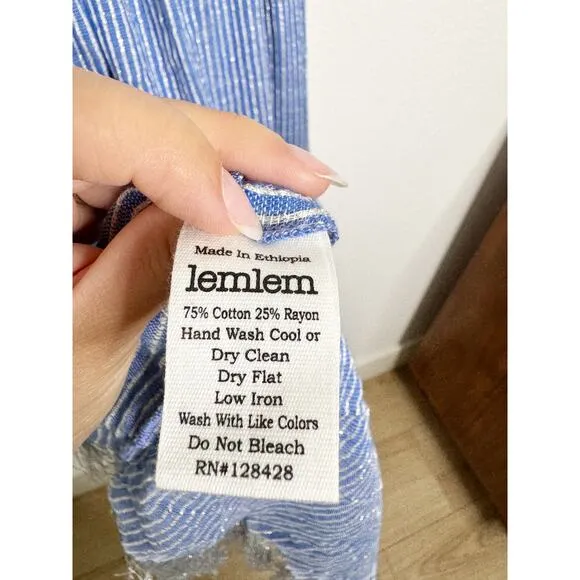 Made In Ethiopia
lemlem
75% Cotton 25% Rayon
Hand Wash Cool or
Dry Clean
Dry Flat
Low Iron
Wash With Like Colors
Do Not Bleach
RN#128428